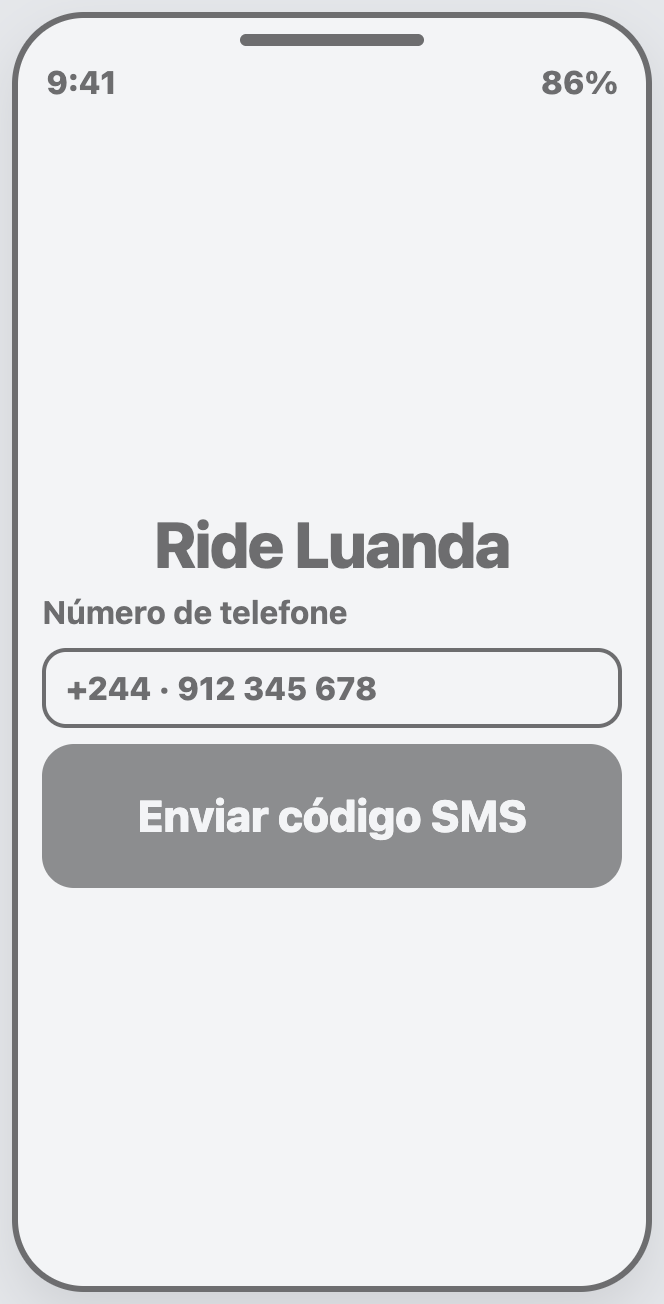 9:41 86%
Ride Luanda
Número de telefone
+244 · 912 345 678
Enviar código SMS